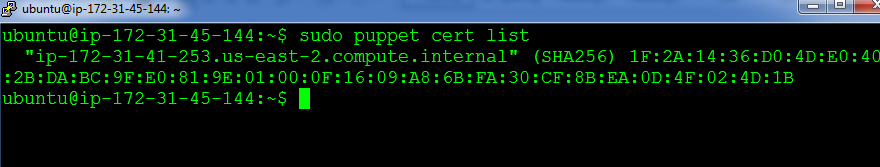 ubuntu@ip-172-31-45-144: ~
ubuntu@ip-172-31-45-144:~$ sudo puppet cert list
  "ip-172-31-41-253.us-east-2.compute.internal" (SHA256) 1F:2A:14:36:D0:4D:E0:40
:2B:DA:BC:9F:E0:81:9E:01:00:0F:16:09:A8:6B:FA:30:CF:8B:EA:0D:4F:02:4D:1B
ubuntu@ip-172-31-45-144:~$